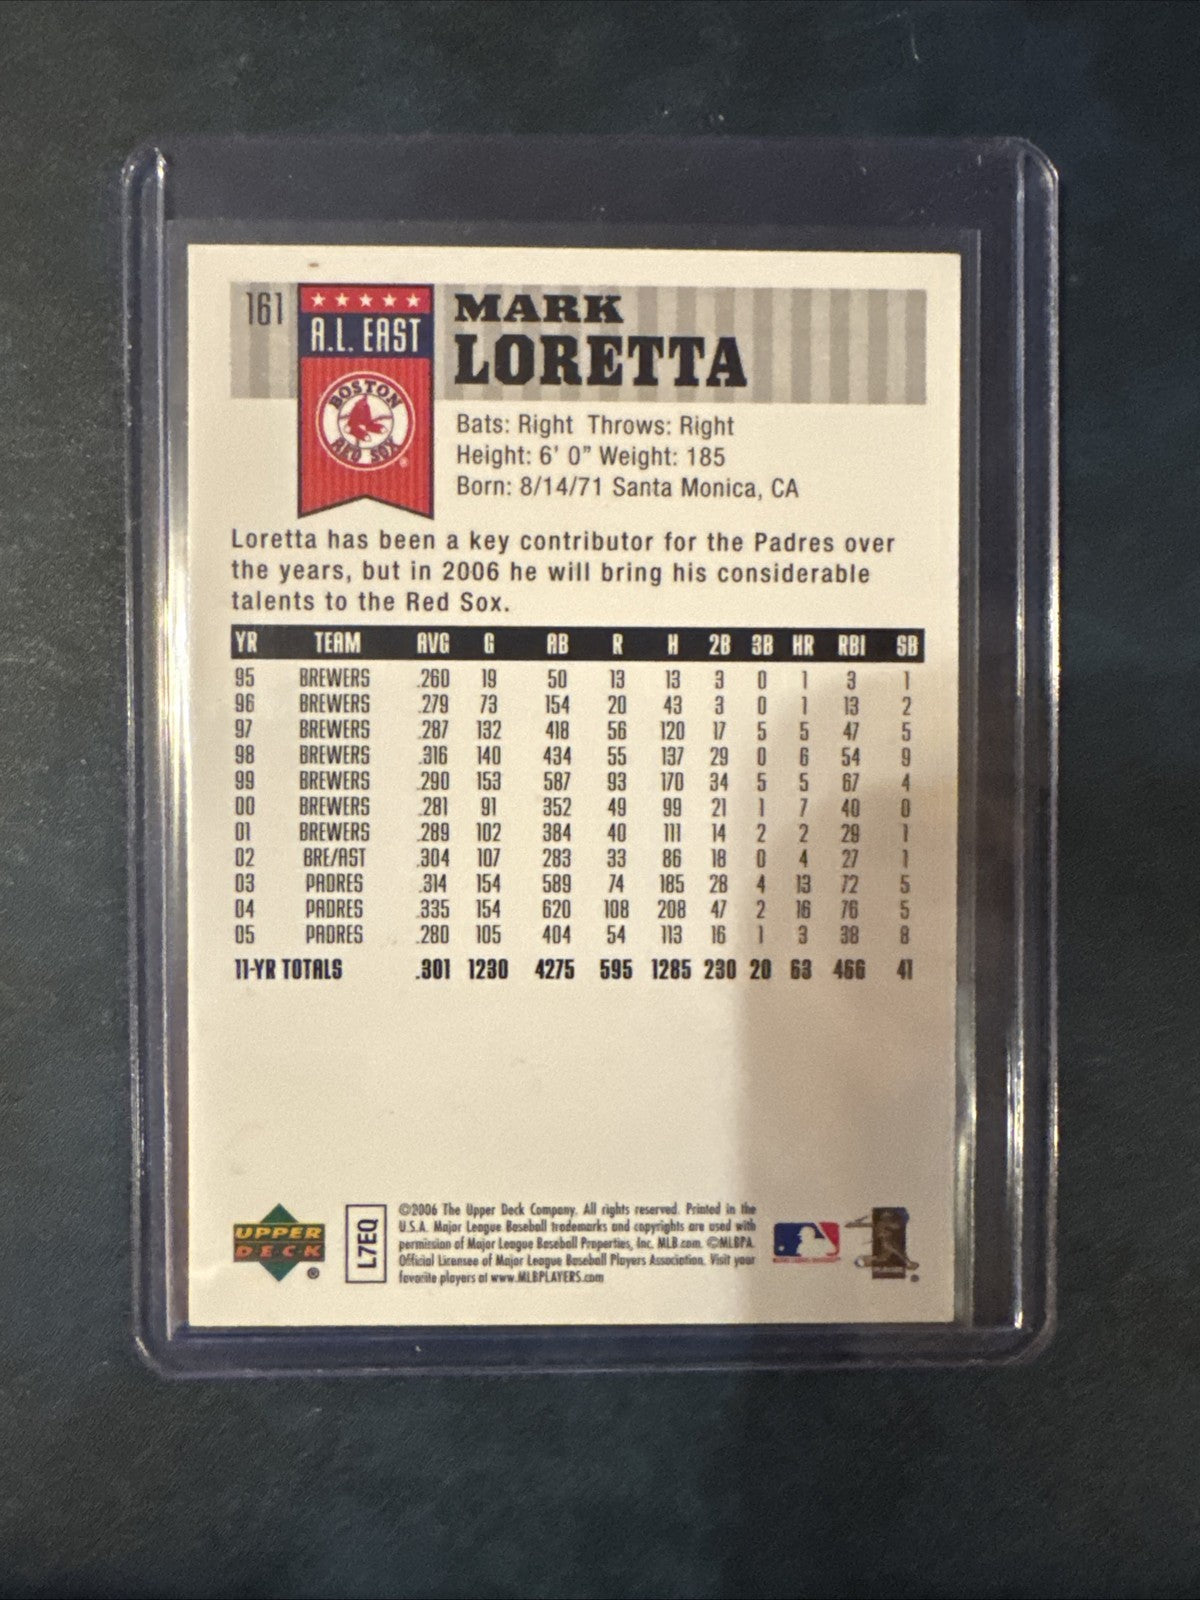 161
A.L. EAST
BOSTON
RED SOX
MARK
LORETTA
Bats: Right Throws: Right
Height: 6' 0" Weight: 185
Born: 8/14/71 Santa Monica, CA
Loretta has been a key contributor for the Padres over
the years, but in 2006 he will bring his considerable
talents to the Red Sox.
YR TEAM AVG G AB R H 2B 3B HR RBI SB
95 BREWERS .260 19 50 13 13 3 0 1 3 1
96 BREWERS .279 73 154 20 43 3 0 1 13 2
97 BREWERS .287 132 418 56 120 17 5 5 47 5
98 BREWERS .316 140 434 55 137 29 0 6 54 9
99 BREWERS .290 153 587 93 170 34 5 5 67 4
00 BREWERS .281 91 352 49 99 21 1 7 40 0
01 BREWERS .289 102 384 40 111 14 2 2 29 1
02 BRE/AST .304 107 283 33 86 18 0 4 27 1
03 PADRES .314 154 589 74 185 28 4 13 72 5
04 PADRES .335 154 620 108 208 47 2 16 76 5
05 PADRES .280 105 404 54 113 16 1 3 38 8
11-YR TOTALS .301 1230 4275 595 1285 230 20 63 466 41
UPPER
DECK
®
L7EQ
©2006 The Upper Deck Company. All rights reserved. Printed in the
U.S.A. Major League Baseball trademarks and copyrights are used with
permission of Major League Baseball Properties, Inc. MLB.com. ©MLBPA
Official Licensee of Major League Baseball Players Association. Visit your
favorite players at www.MLBPLAYERS.com